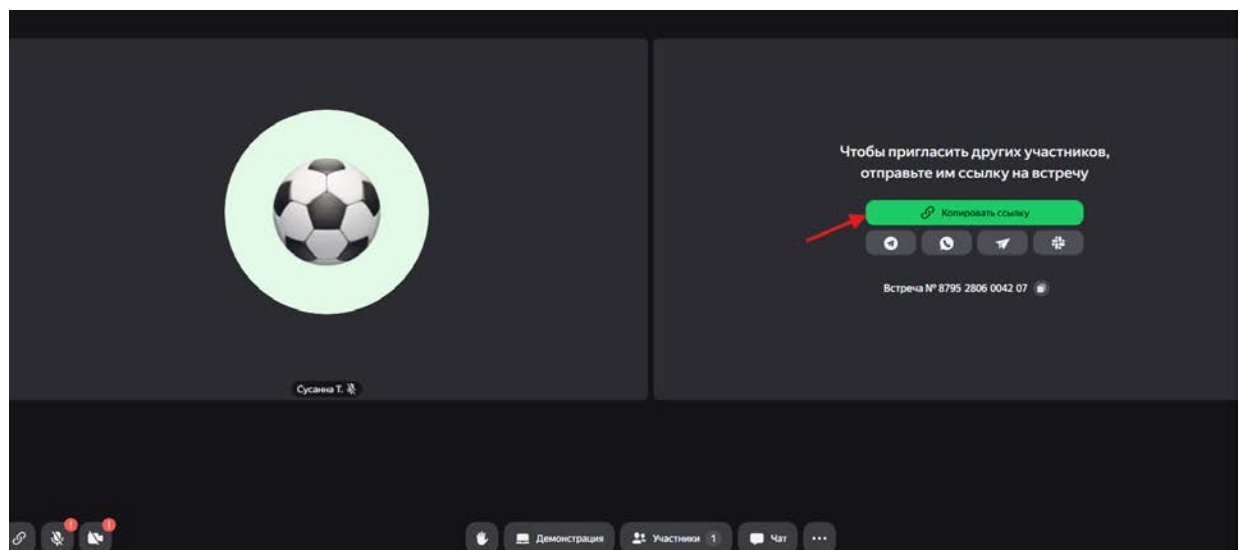 Чтобы пригласить других участников,
отправьте им ссылку на встречу
Копировать ссылку
Встреча № 8795 2806 0042 07
Сусанна Т.
Демонстрация
Участники 1
Чат